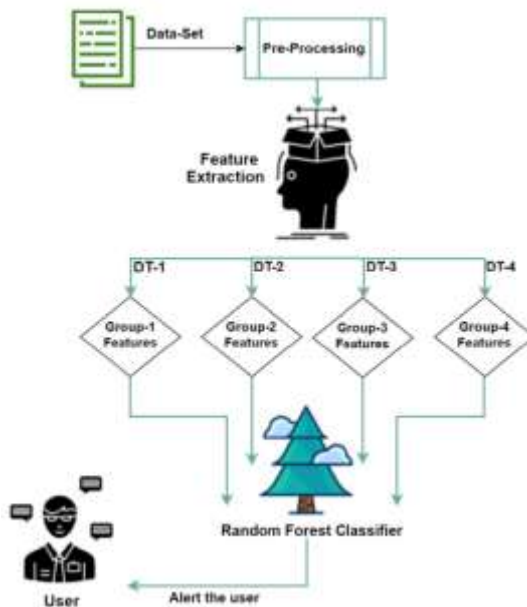 Data-Set
Pre-Processing
Feature
Extraction
DT-1
DT-2
DT-3
DT-4
Group-1
Features
Group-2
Features
Group-3
Features
Group-4
Features
Random Forest Classifier
Alert the user
User